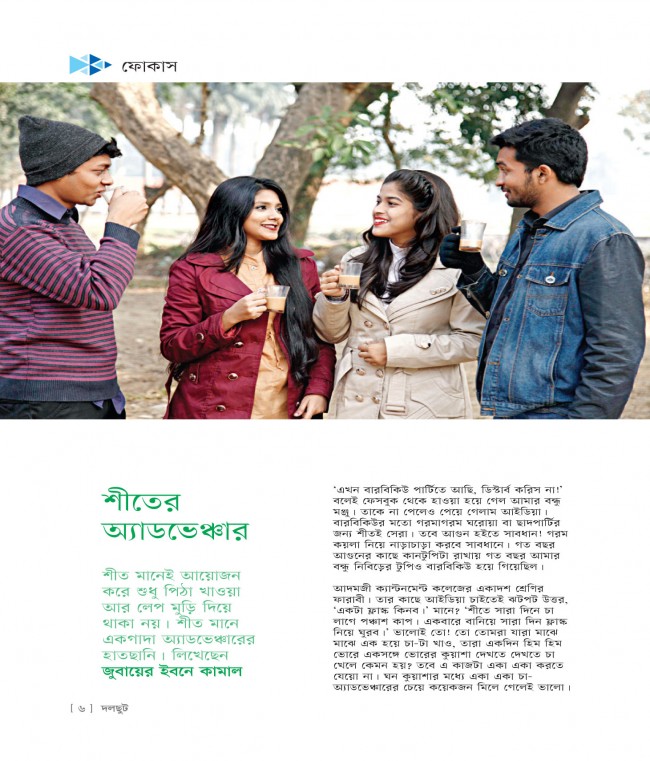 ফোকাস
শীতের
অ্যাডভেঞ্চার
শীত মানেই আয়োজন
করে শুধু পিঠা খাওয়া
আর লেপ মুড়ি দিয়ে
থাকা নয়। শীত মানে
একগাদা অ্যাডভেঞ্চারের
হাতছানি। লিখেছেন
জুবায়ের ইবনে কামাল
‘এখন বারবিকিউ পার্টিতে আছি, ডিস্টার্ব করিস না!’
বলেই ফেসবুক থেকে হাওয়া হয়ে গেল আমার বন্ধু
মঞ্জু। তাকে না পেলেও পেয়ে গেলাম আইডিয়া।
বারবিকিউর মতো গরমাগরম ঘরোয়া বা ছাদপার্টির
জন্য শীতই সেরা। তবে আগুন হইতে সাবধান! গরম
কয়লা নিয়ে নাড়াচাড়া করবে সাবধানে। গত বছর
আগুনের কাছে কানটুপিটা রাখায় গত বছর আমার
বন্ধু নিবিড়ের টুপিও বারবিকিউ হয়ে গিয়েছিল।
আদমজী ক্যান্টনমেন্ট কলেজের একাদশ শ্রেণির
ফারাবী। তার কাছে আইডিয়া চাইতেই ঝটপট উত্তর,
‘একটা ফ্লাস্ক কিনব।’ মানে? ‘শীতে সারা দিনে চা
লাগে পঞ্চাশ কাপ। একবারে বানিয়ে সারা দিন ফ্লাস্ক
নিয়ে ঘুরব।’ ভালোই তো! তো তোমরা যারা মাঝে
মাঝে এক হয়ে চা-টা খাও, তারা একদিন হিম হিম
ভোরে একসঙ্গে ভোরের কুয়াশা দেখতে দেখতে চা
খেলে কেমন হয়? তবে এ কাজটা একা একা করতে
যেয়ো না। ঘন কুয়াশার মধ্যে একা একা চা-
অ্যাডভেঞ্চারের চেয়ে কয়েকজন মিলে গেলেই ভালো।
[ ৬ ] দলছুট